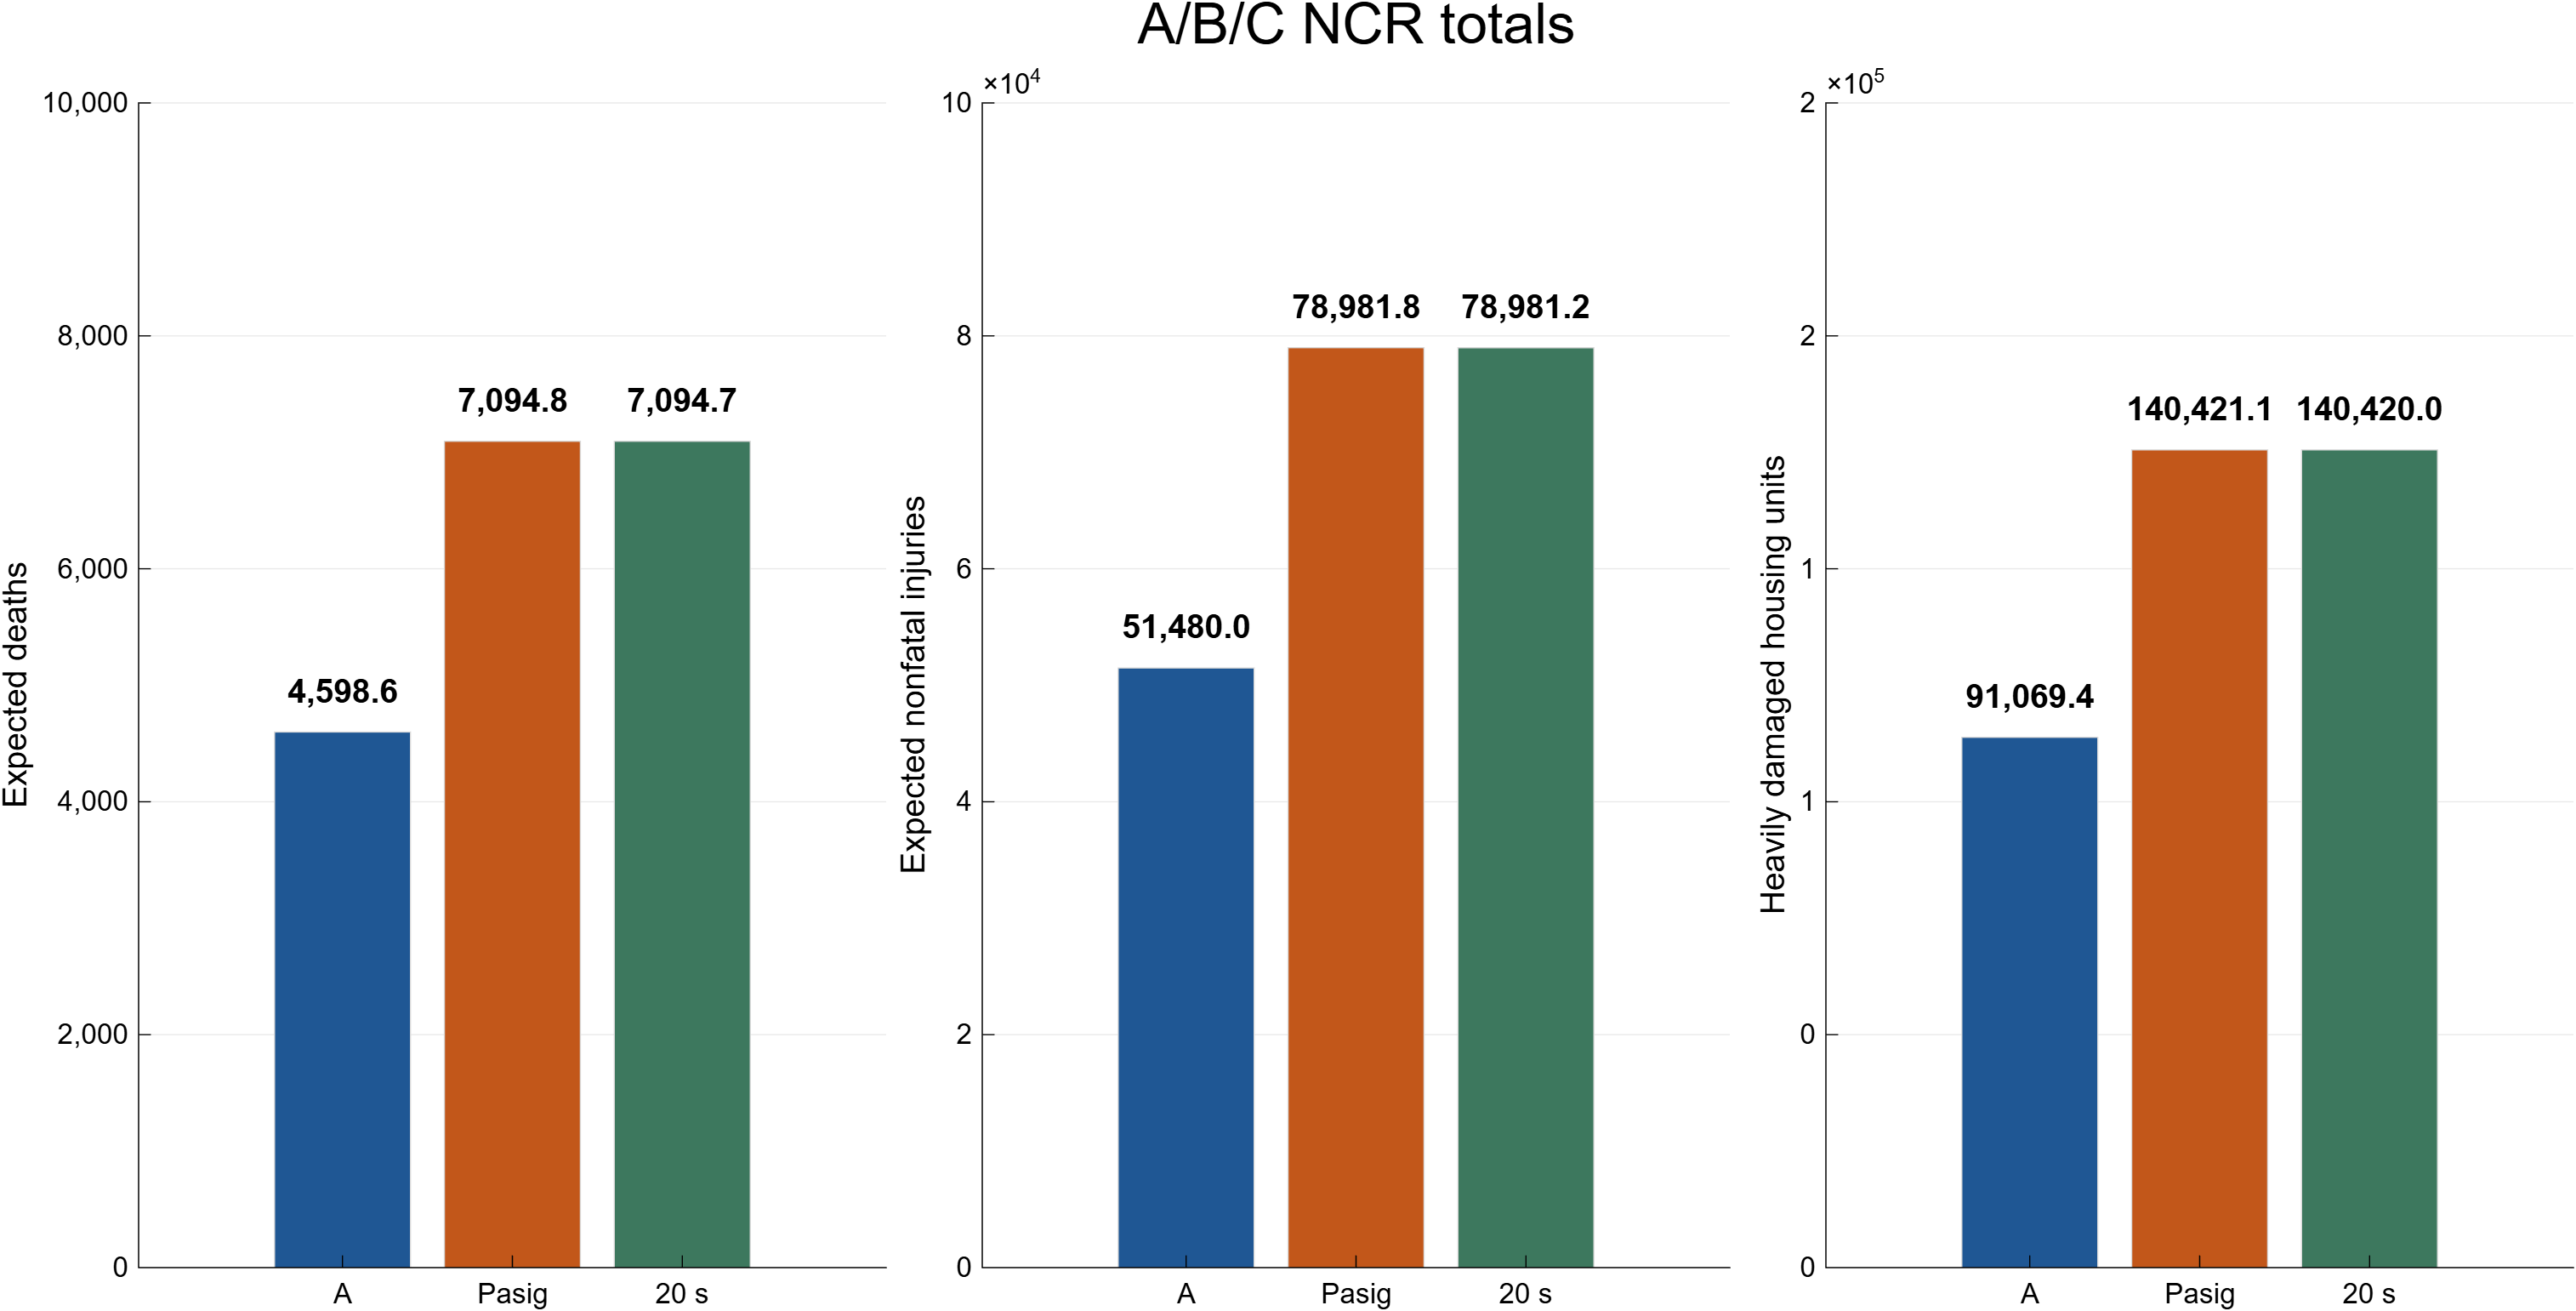 A/B/C NCR totals
Expected deaths
10,000
8,000
6,000
4,000
2,000
0
4,598.6
7,094.8
7,094.7
A
Pasig
20 s
Expected nonfatal injuries
×10⁴
10
8
6
4
2
0
51,480.0
78,981.8
78,981.2
A
Pasig
20 s
Heavily damaged housing units
×10⁵
2
2
1
1
0
0
91,069.4
140,421.1
140,420.0
A
Pasig
20 s